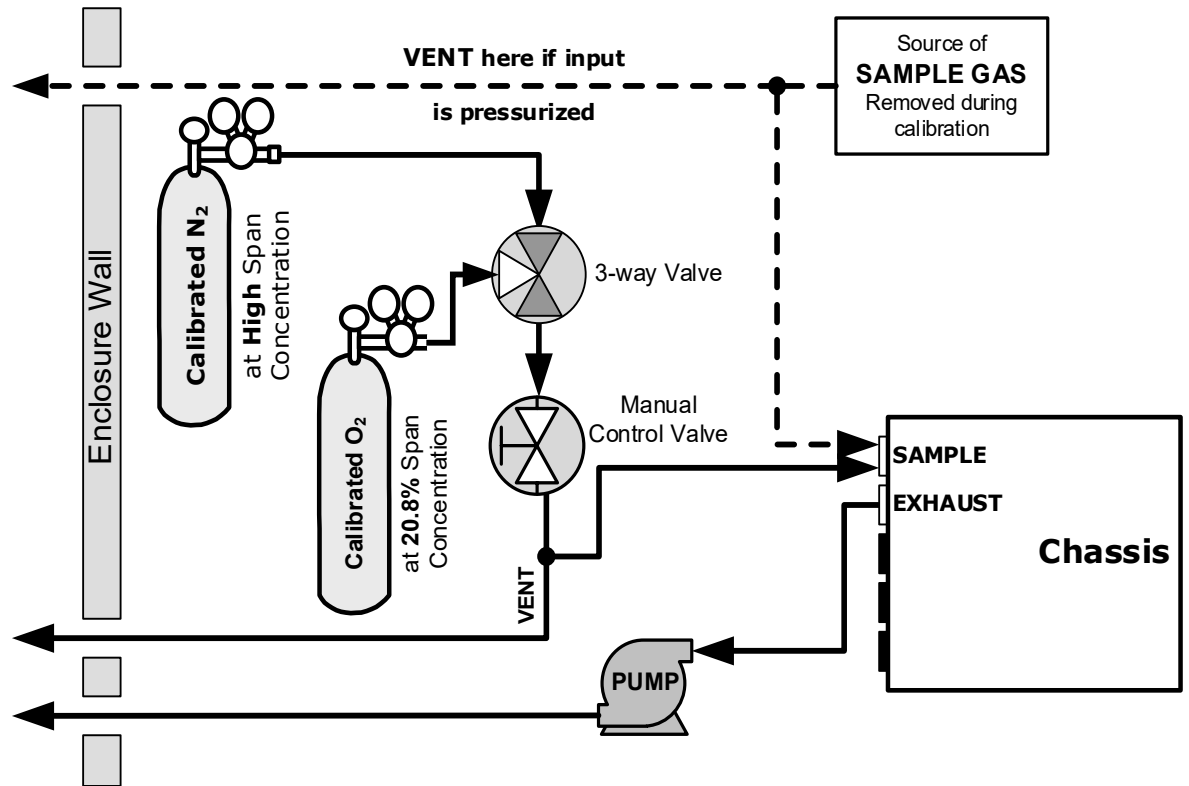 VENT here if input
is pressurized
Source of
SAMPLE GAS
Removed during
calibration
Enclosure Wall
Calibrated N₂
at High Span
Concentration
3-way Valve
Calibrated O₂
at 20.8% Span
Concentration
Manual
Control Valve
SAMPLE
EXHAUST
Chassis
VENT
PUMP